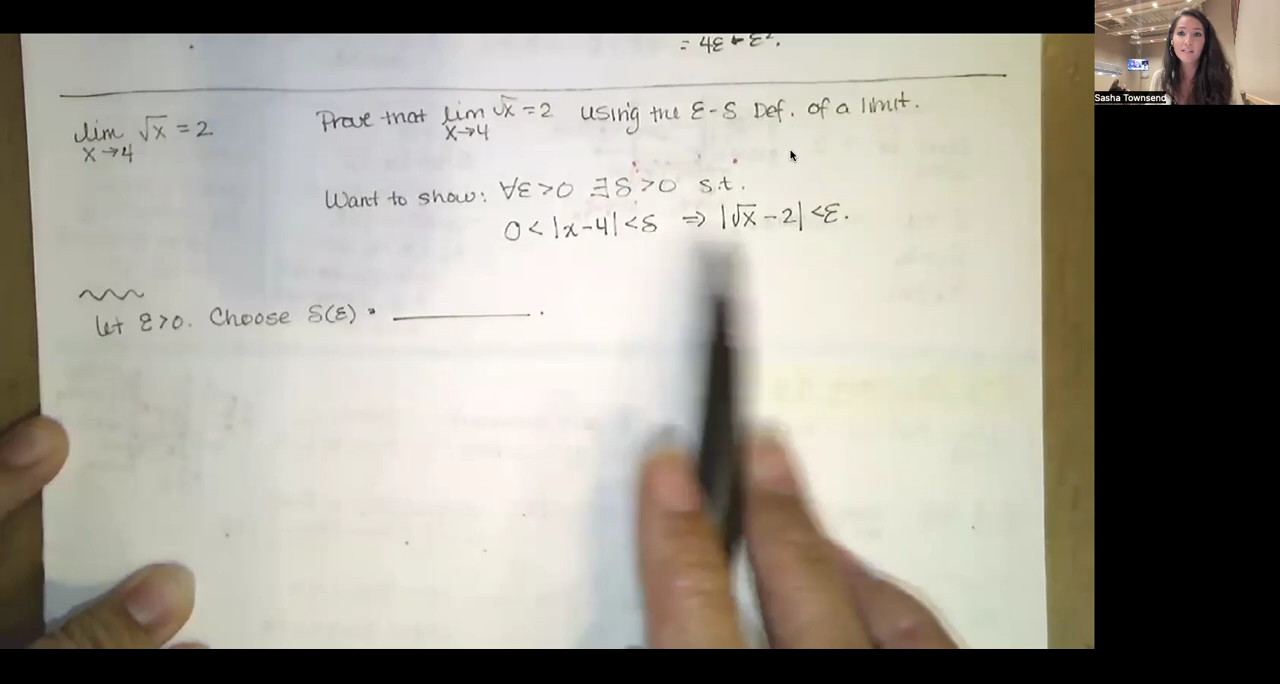 = 4ε - ε².
lim √x = 2
x→4
Prove that lim √x = 2 using the ε-δ Def. of a limit.
x→4
Want to show: ∀ε>0 ∃δ>0 s.t.
0 < |x-4| < δ ⇒ |√x - 2| < ε.
Let ε>0. Choose δ(ε) = ________.
Sasha Townsend